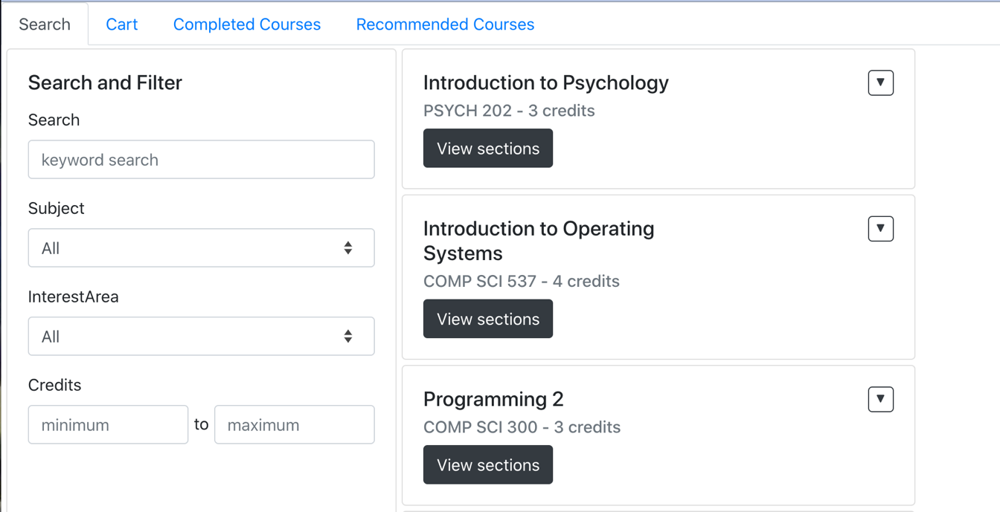 Search Cart Completed Courses Recommended Courses
Search and Filter
Search
keyword search
Subject
All
InterestArea
All
Credits
minimum to maximum
Introduction to Psychology
▼
PSYCH 202 - 3 credits
View sections
Introduction to Operating
Systems
▼
COMP SCI 537 - 4 credits
View sections
Programming 2
▼
COMP SCI 300 - 3 credits
View sections